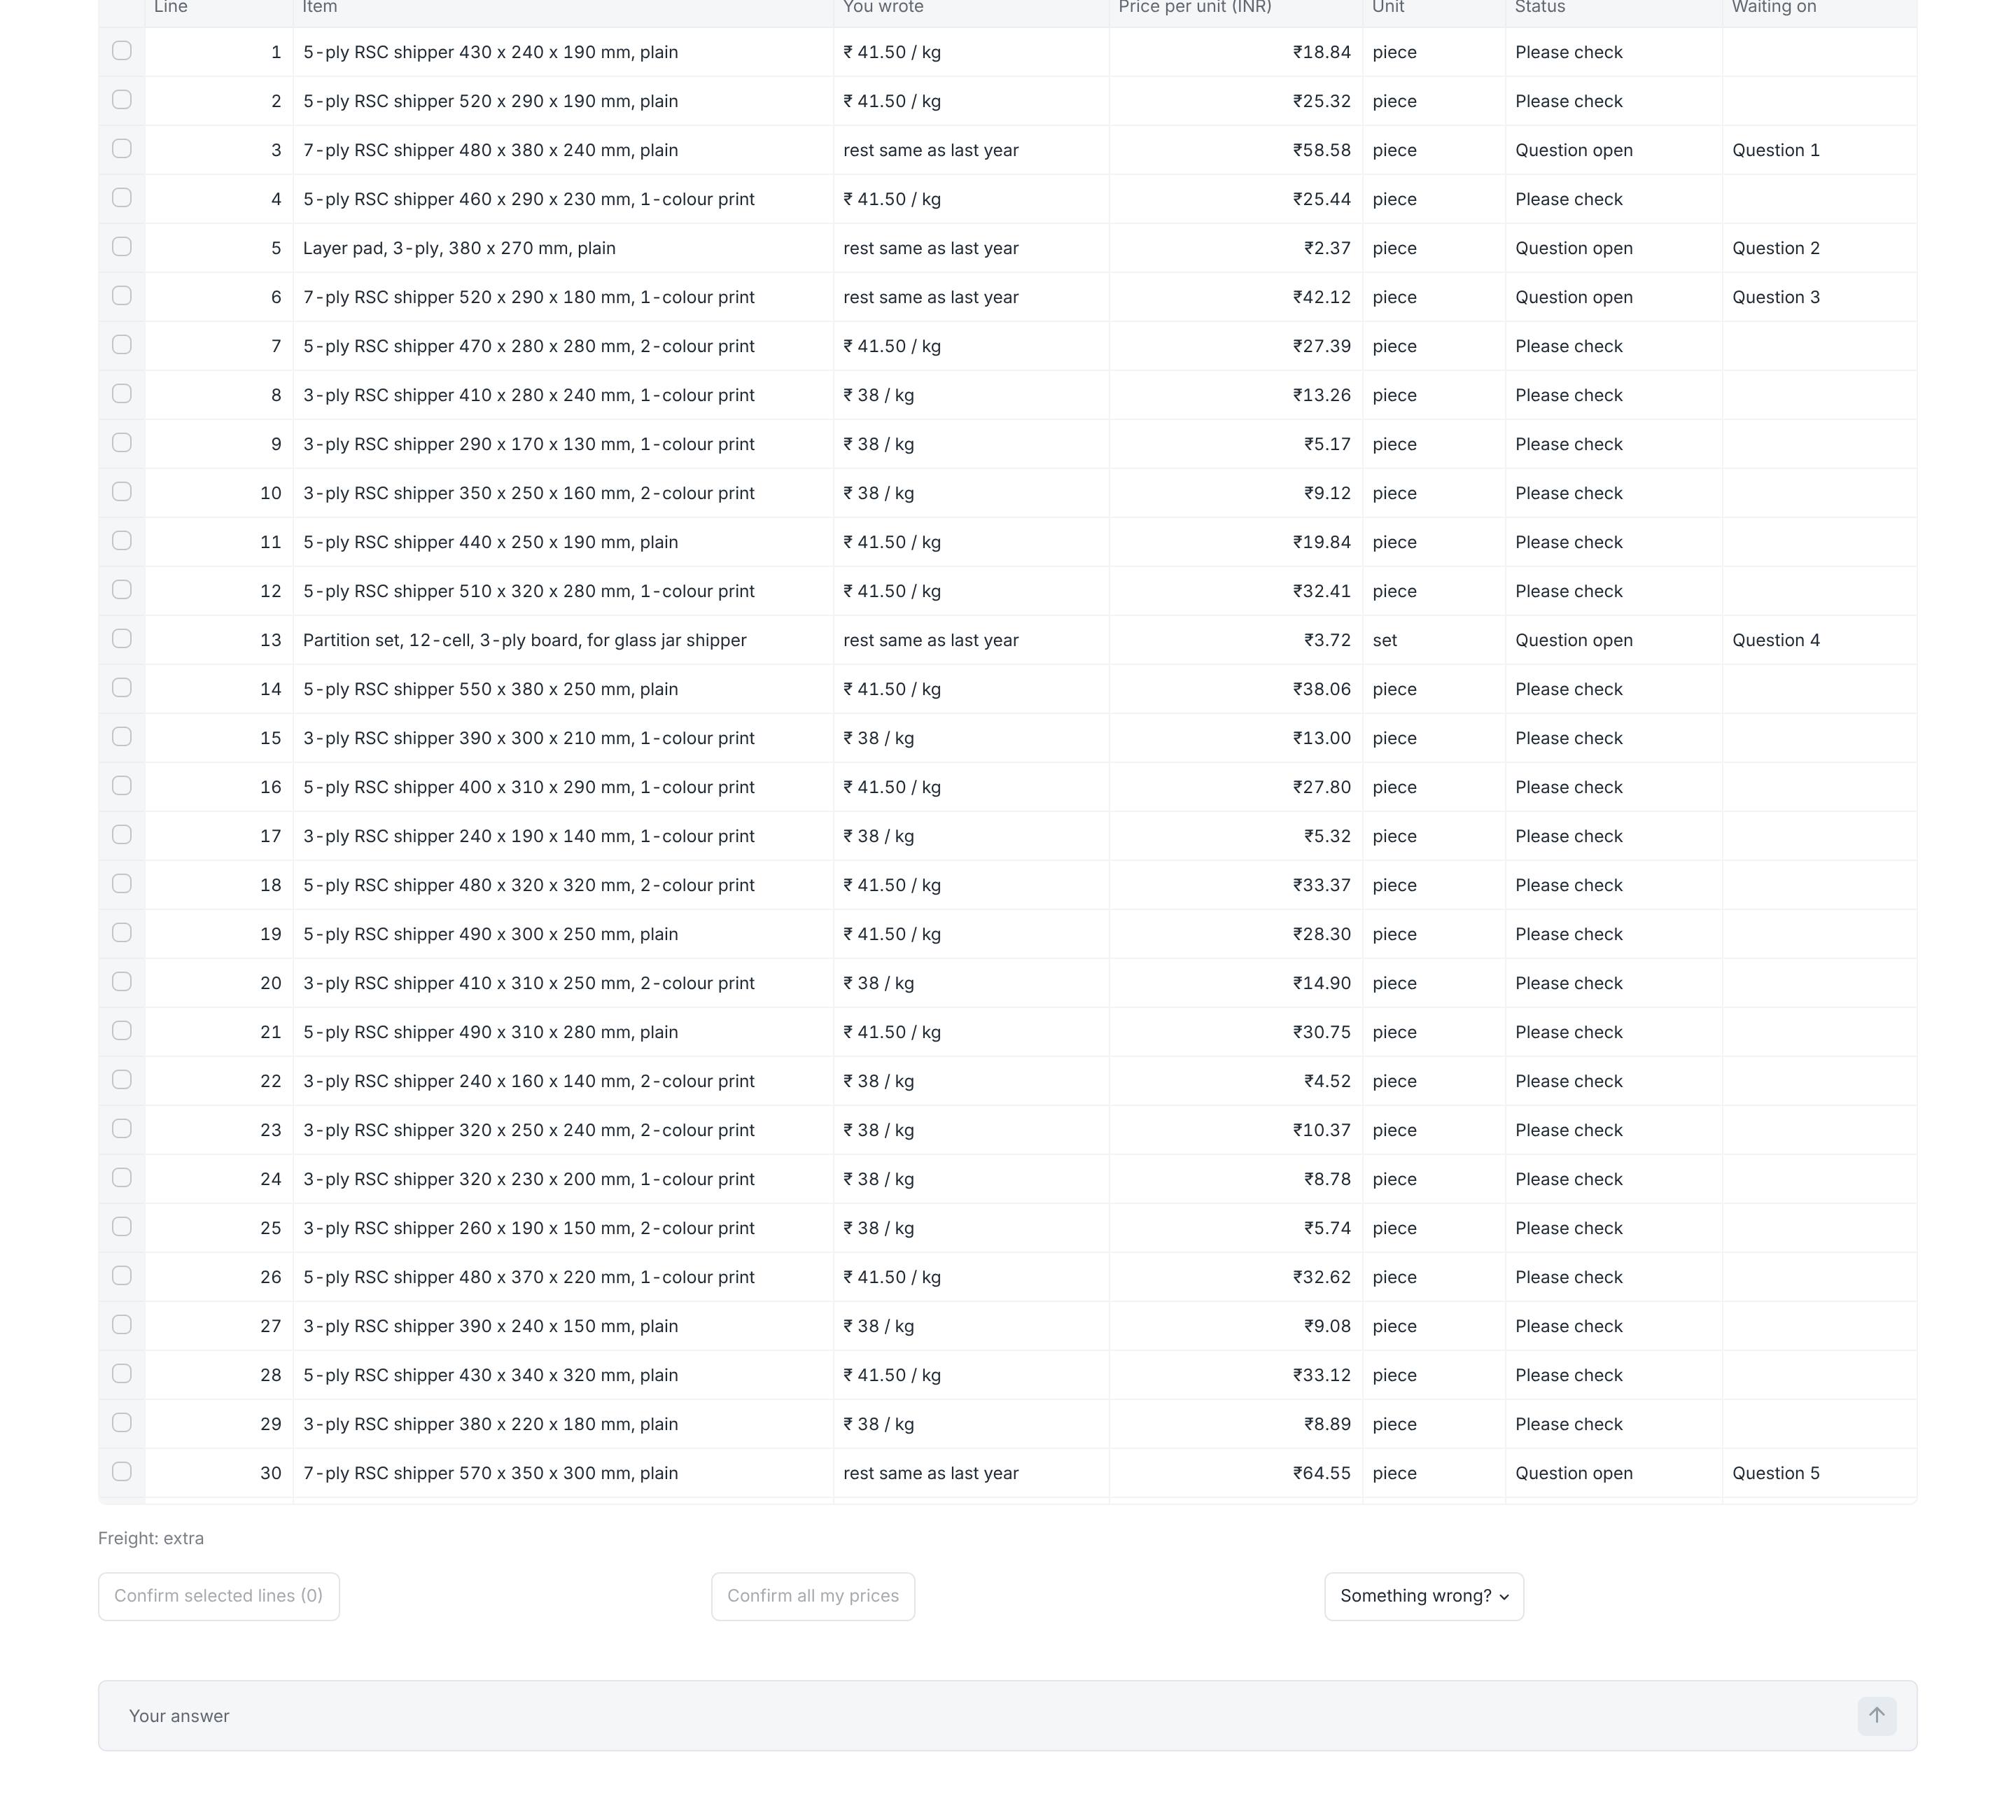 Line Item You wrote Price per unit (INR) Unit Status Waiting on
1 5-ply RSC shipper 430 x 240 x 190 mm, plain ₹ 41.50 / kg ₹18.84 piece Please check
2 5-ply RSC shipper 520 x 290 x 190 mm, plain ₹ 41.50 / kg ₹25.32 piece Please check
3 7-ply RSC shipper 480 x 380 x 240 mm, plain rest same as last year ₹58.58 piece Question open Question 1
4 5-ply RSC shipper 460 x 290 x 230 mm, 1-colour print ₹ 41.50 / kg ₹25.44 piece Please check
5 Layer pad, 3-ply, 380 x 270 mm, plain rest same as last year ₹2.37 piece Question open Question 2
6 7-ply RSC shipper 520 x 290 x 180 mm, 1-colour print rest same as last year ₹42.12 piece Question open Question 3
7 5-ply RSC shipper 470 x 280 x 280 mm, 2-colour print ₹ 41.50 / kg ₹27.39 piece Please check
8 3-ply RSC shipper 410 x 280 x 240 mm, 1-colour print ₹ 38 / kg ₹13.26 piece Please check
9 3-ply RSC shipper 290 x 170 x 130 mm, 1-colour print ₹ 38 / kg ₹5.17 piece Please check
10 3-ply RSC shipper 350 x 250 x 160 mm, 2-colour print ₹ 38 / kg ₹9.12 piece Please check
11 5-ply RSC shipper 440 x 250 x 190 mm, plain ₹ 41.50 / kg ₹19.84 piece Please check
12 5-ply RSC shipper 510 x 320 x 280 mm, 1-colour print ₹ 41.50 / kg ₹32.41 piece Please check
13 Partition set, 12-cell, 3-ply board, for glass jar shipper rest same as last year ₹3.72 set Question open Question 4
14 5-ply RSC shipper 550 x 380 x 250 mm, plain ₹ 41.50 / kg ₹38.06 piece Please check
15 3-ply RSC shipper 390 x 300 x 210 mm, 1-colour print ₹ 38 / kg ₹13.00 piece Please check
16 5-ply RSC shipper 400 x 310 x 290 mm, 1-colour print ₹ 41.50 / kg ₹27.80 piece Please check
17 3-ply RSC shipper 240 x 190 x 140 mm, 1-colour print ₹ 38 / kg ₹5.32 piece Please check
18 5-ply RSC shipper 480 x 320 x 320 mm, 2-colour print ₹ 41.50 / kg ₹33.37 piece Please check
19 5-ply RSC shipper 490 x 300 x 250 mm, plain ₹ 41.50 / kg ₹28.30 piece Please check
20 3-ply RSC shipper 410 x 310 x 250 mm, 2-colour print ₹ 38 / kg ₹14.90 piece Please check
21 5-ply RSC shipper 490 x 310 x 280 mm, plain ₹ 41.50 / kg ₹30.75 piece Please check
22 3-ply RSC shipper 240 x 160 x 140 mm, 2-colour print ₹ 38 / kg ₹4.52 piece Please check
23 3-ply RSC shipper 320 x 250 x 240 mm, 2-colour print ₹ 38 / kg ₹10.37 piece Please check
24 3-ply RSC shipper 320 x 230 x 200 mm, 1-colour print ₹ 38 / kg ₹8.78 piece Please check
25 3-ply RSC shipper 260 x 190 x 150 mm, 2-colour print ₹ 38 / kg ₹5.74 piece Please check
26 5-ply RSC shipper 480 x 370 x 220 mm, 1-colour print ₹ 41.50 / kg ₹32.62 piece Please check
27 3-ply RSC shipper 390 x 240 x 150 mm, plain ₹ 38 / kg ₹9.08 piece Please check
28 5-ply RSC shipper 430 x 340 x 320 mm, plain ₹ 41.50 / kg ₹33.12 piece Please check
29 3-ply RSC shipper 380 x 220 x 180 mm, plain ₹ 38 / kg ₹8.89 piece Please check
30 7-ply RSC shipper 570 x 350 x 300 mm, plain rest same as last year ₹64.55 piece Question open Question 5
Freight: extra
Confirm selected lines (0) Confirm all my prices Something wrong?
Your answer